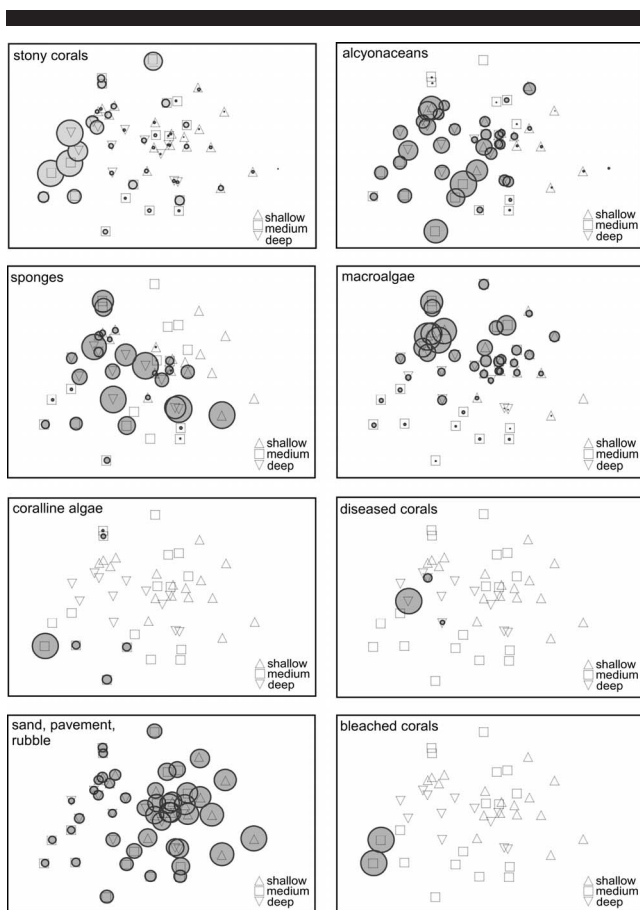 stony corals
shallow
medium
deep
alcyonaceans
shallow
medium
deep
sponges
shallow
medium
deep
macroalgae
shallow
medium
deep
coralline algae
shallow
medium
deep
diseased corals
shallow
medium
deep
sand, pavement,
rubble
shallow
medium
deep
bleached corals
shallow
medium
deep